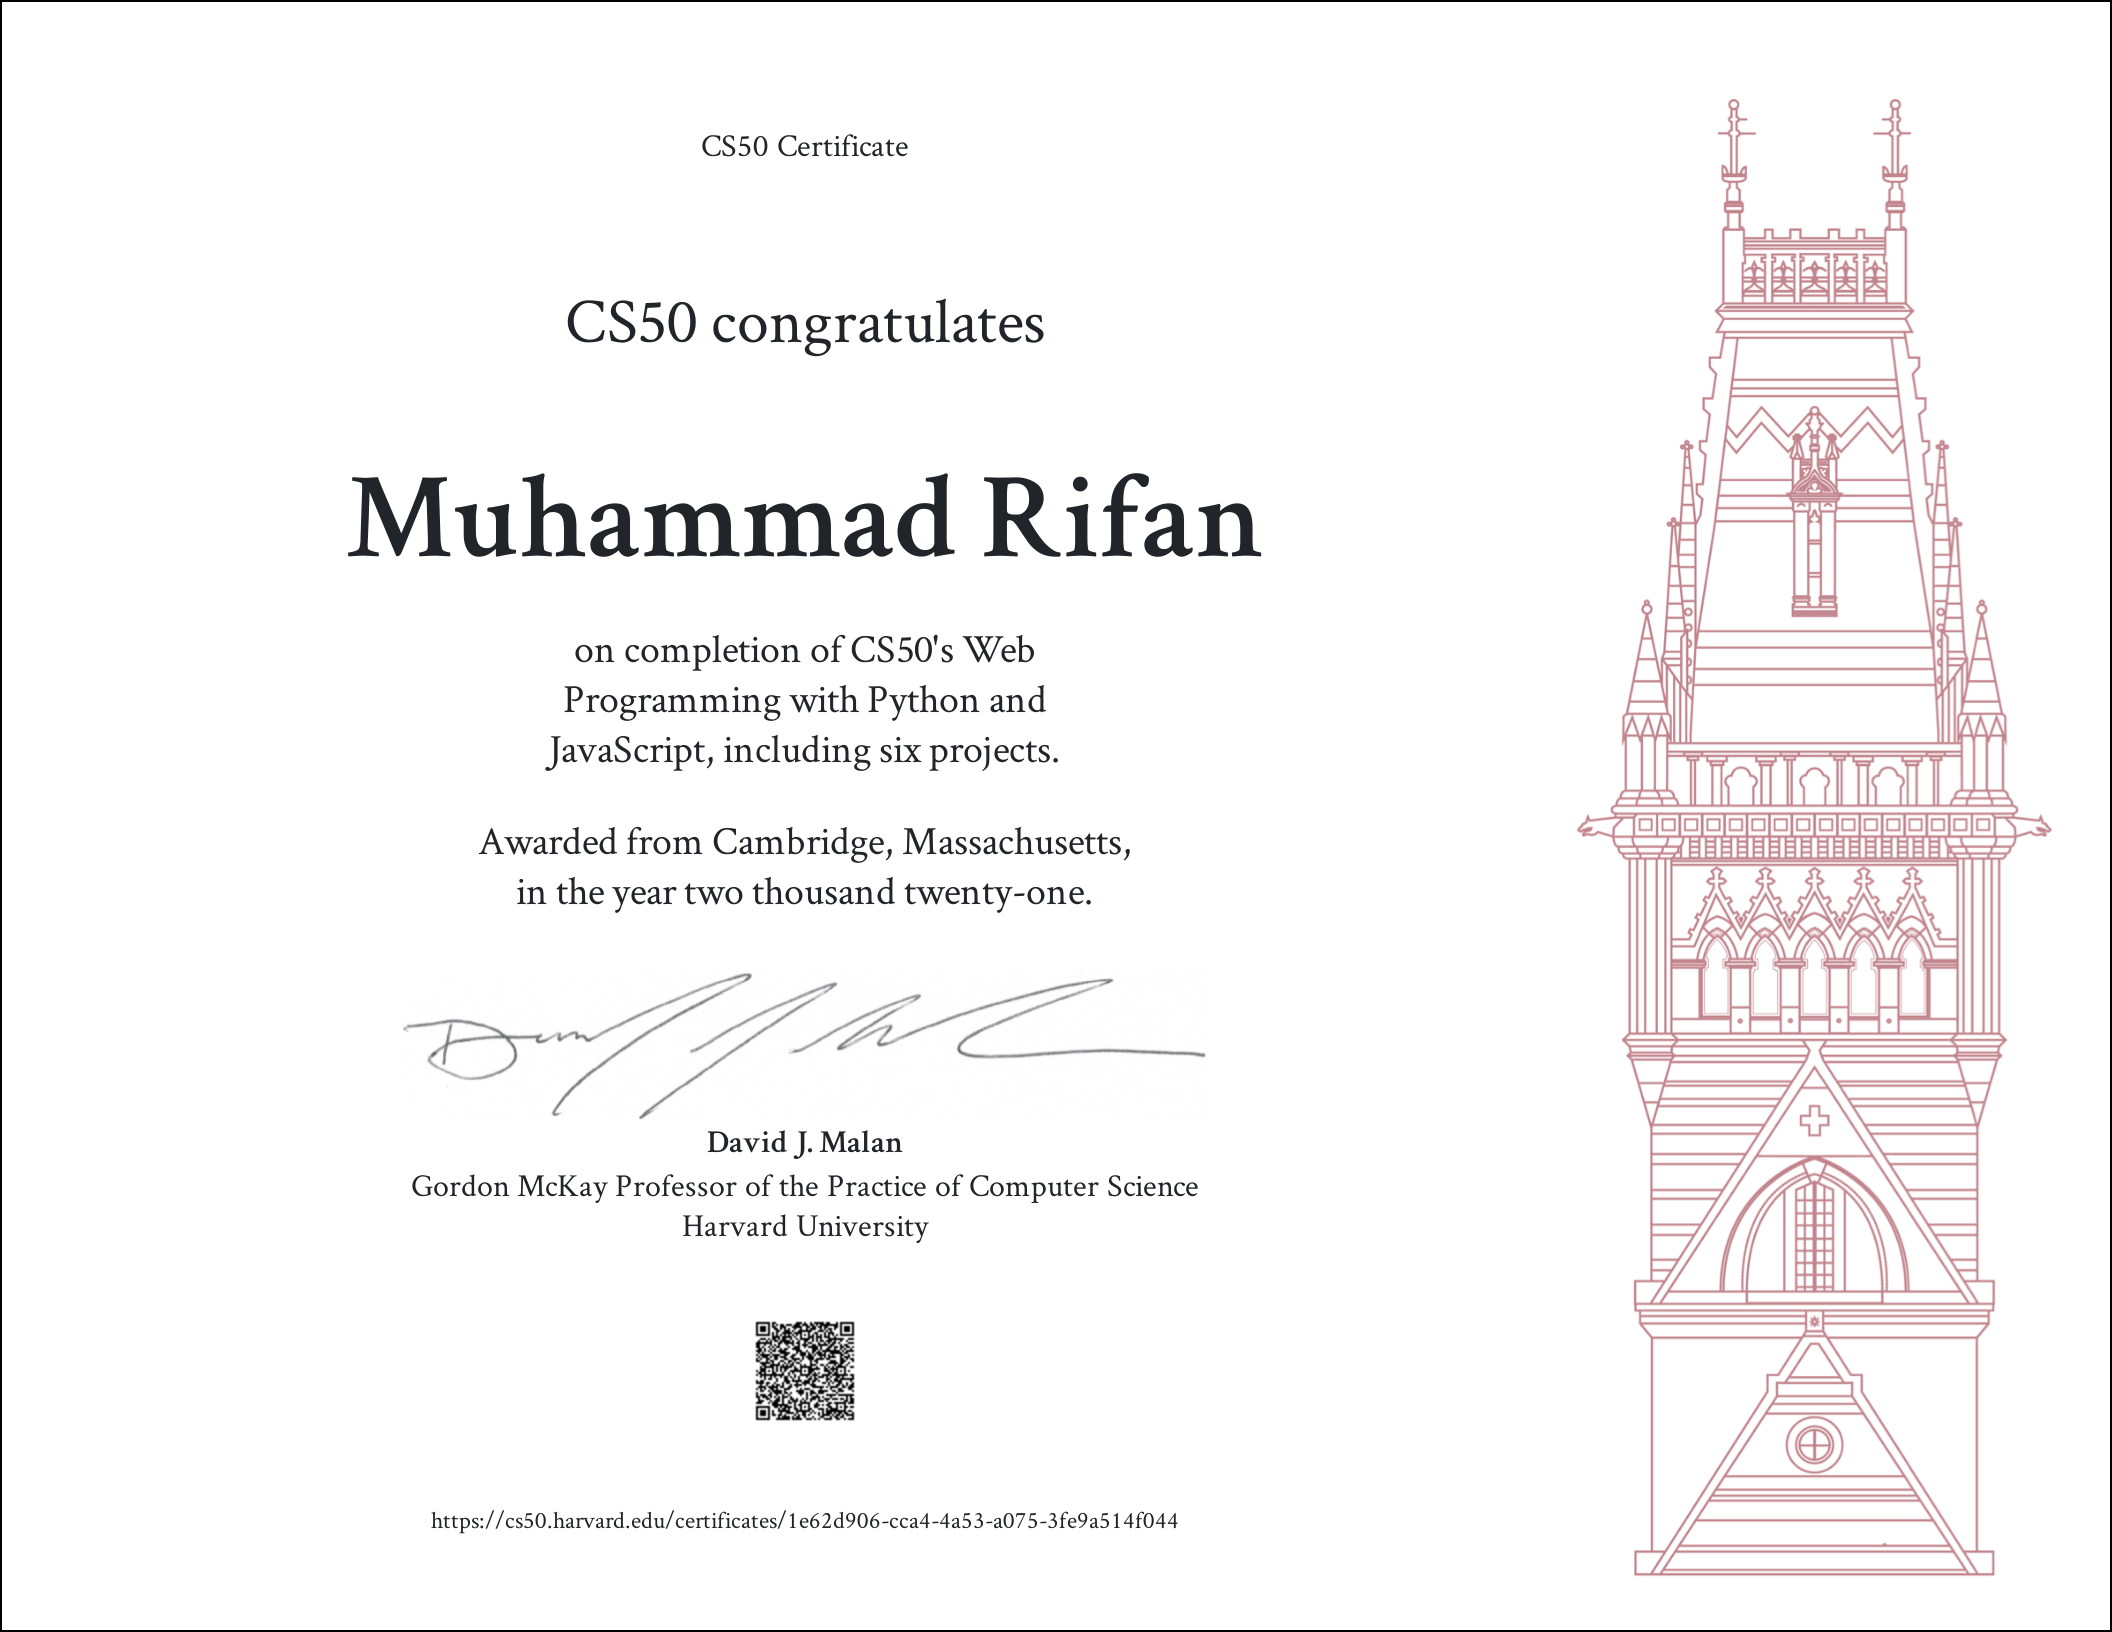 CS50 Certificate
CS50 congratulates
Muhammad Rifan
on completion of CS50's Web
Programming with Python and
JavaScript, including six projects.
Awarded from Cambridge, Massachusetts,
in the year two thousand twenty-one.
David J. Malan
Gordon McKay Professor of the Practice of Computer Science
Harvard University
https://cs50.harvard.edu/certificates/1e62d906-cca4-4a53-a075-3fe9a514f044